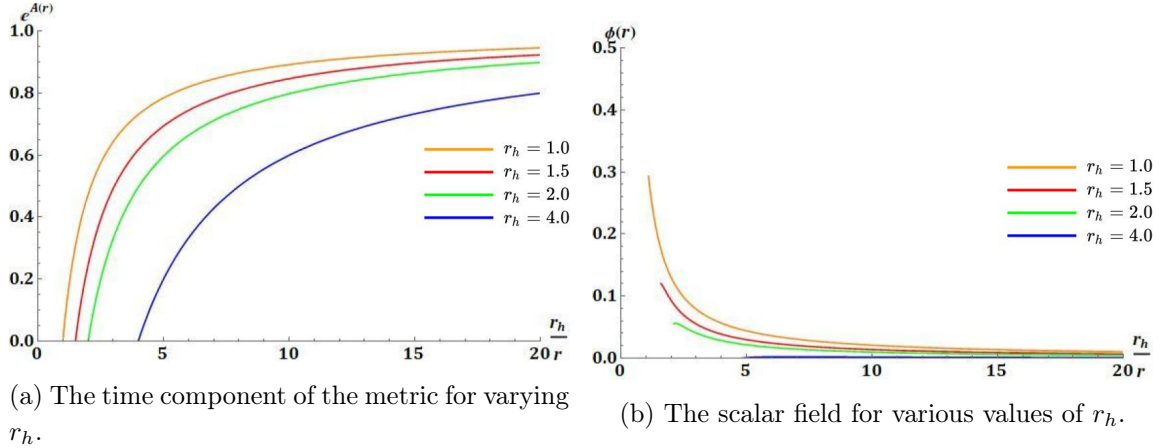 e^{A(r)}
1.0
0.8
0.6
0.4
0.2
0.0
0
5
10
15
20
r_h
r
r_h = 1.0
r_h = 1.5
r_h = 2.0
r_h = 4.0
(a) The time component of the metric for varying
r_h.
ϕ(r)
0.5
0.4
0.3
0.2
0.1
0.0
0
5
10
15
20
r_h
r
r_h = 1.0
r_h = 1.5
r_h = 2.0
r_h = 4.0
(b) The scalar field for various values of r_h.